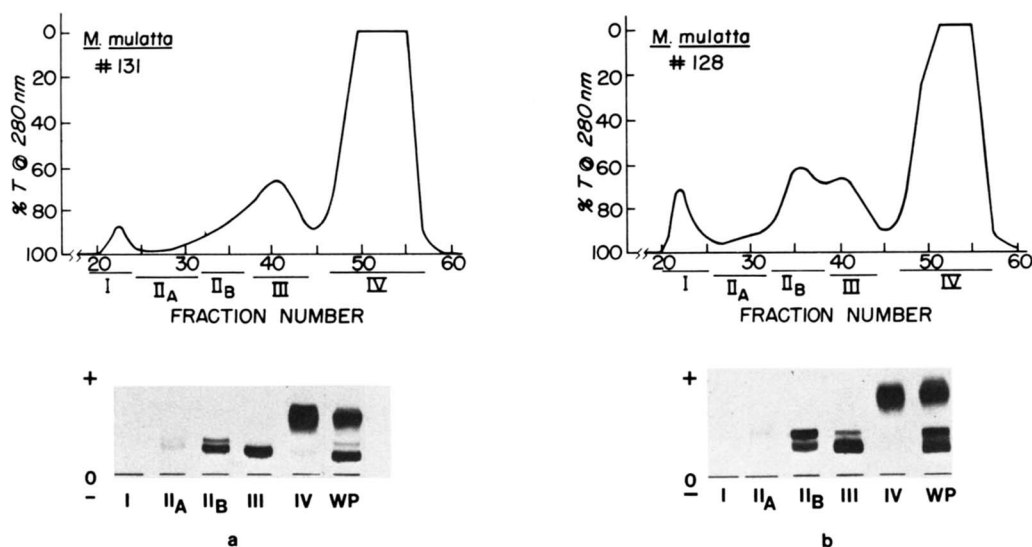 M. mulatta
# 131
% T @ 280nm
0
20
40
60
80
100
20 30 40 50 60
I IIA IIB III IV
FRACTION NUMBER
+
0
-
I IIA IIB III IV WP
a
M. mulatta
# 128
% T @ 280 nm
0
20
40
60
80
100
20 30 40 50 60
I IIA IIB III IV
FRACTION NUMBER
+
0
-
I IIA IIB III IV WP
b